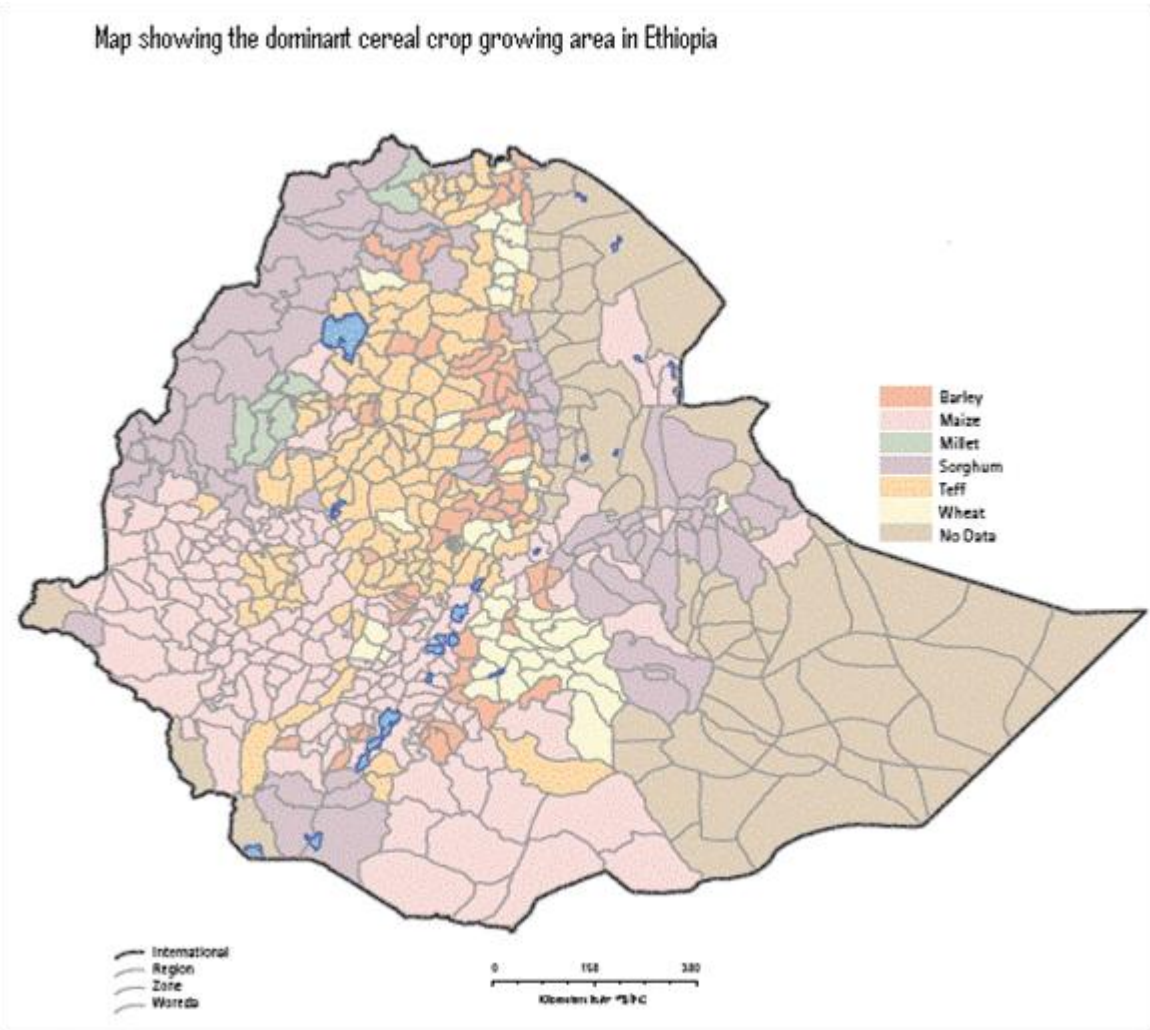 Map showing the dominant cereal crop growing area in Ethiopia
Barley
Maize
Millet
Sorghum
Teff
Wheat
No Data
International
Region
Zone
Woreda
0 150 300
Kilometers